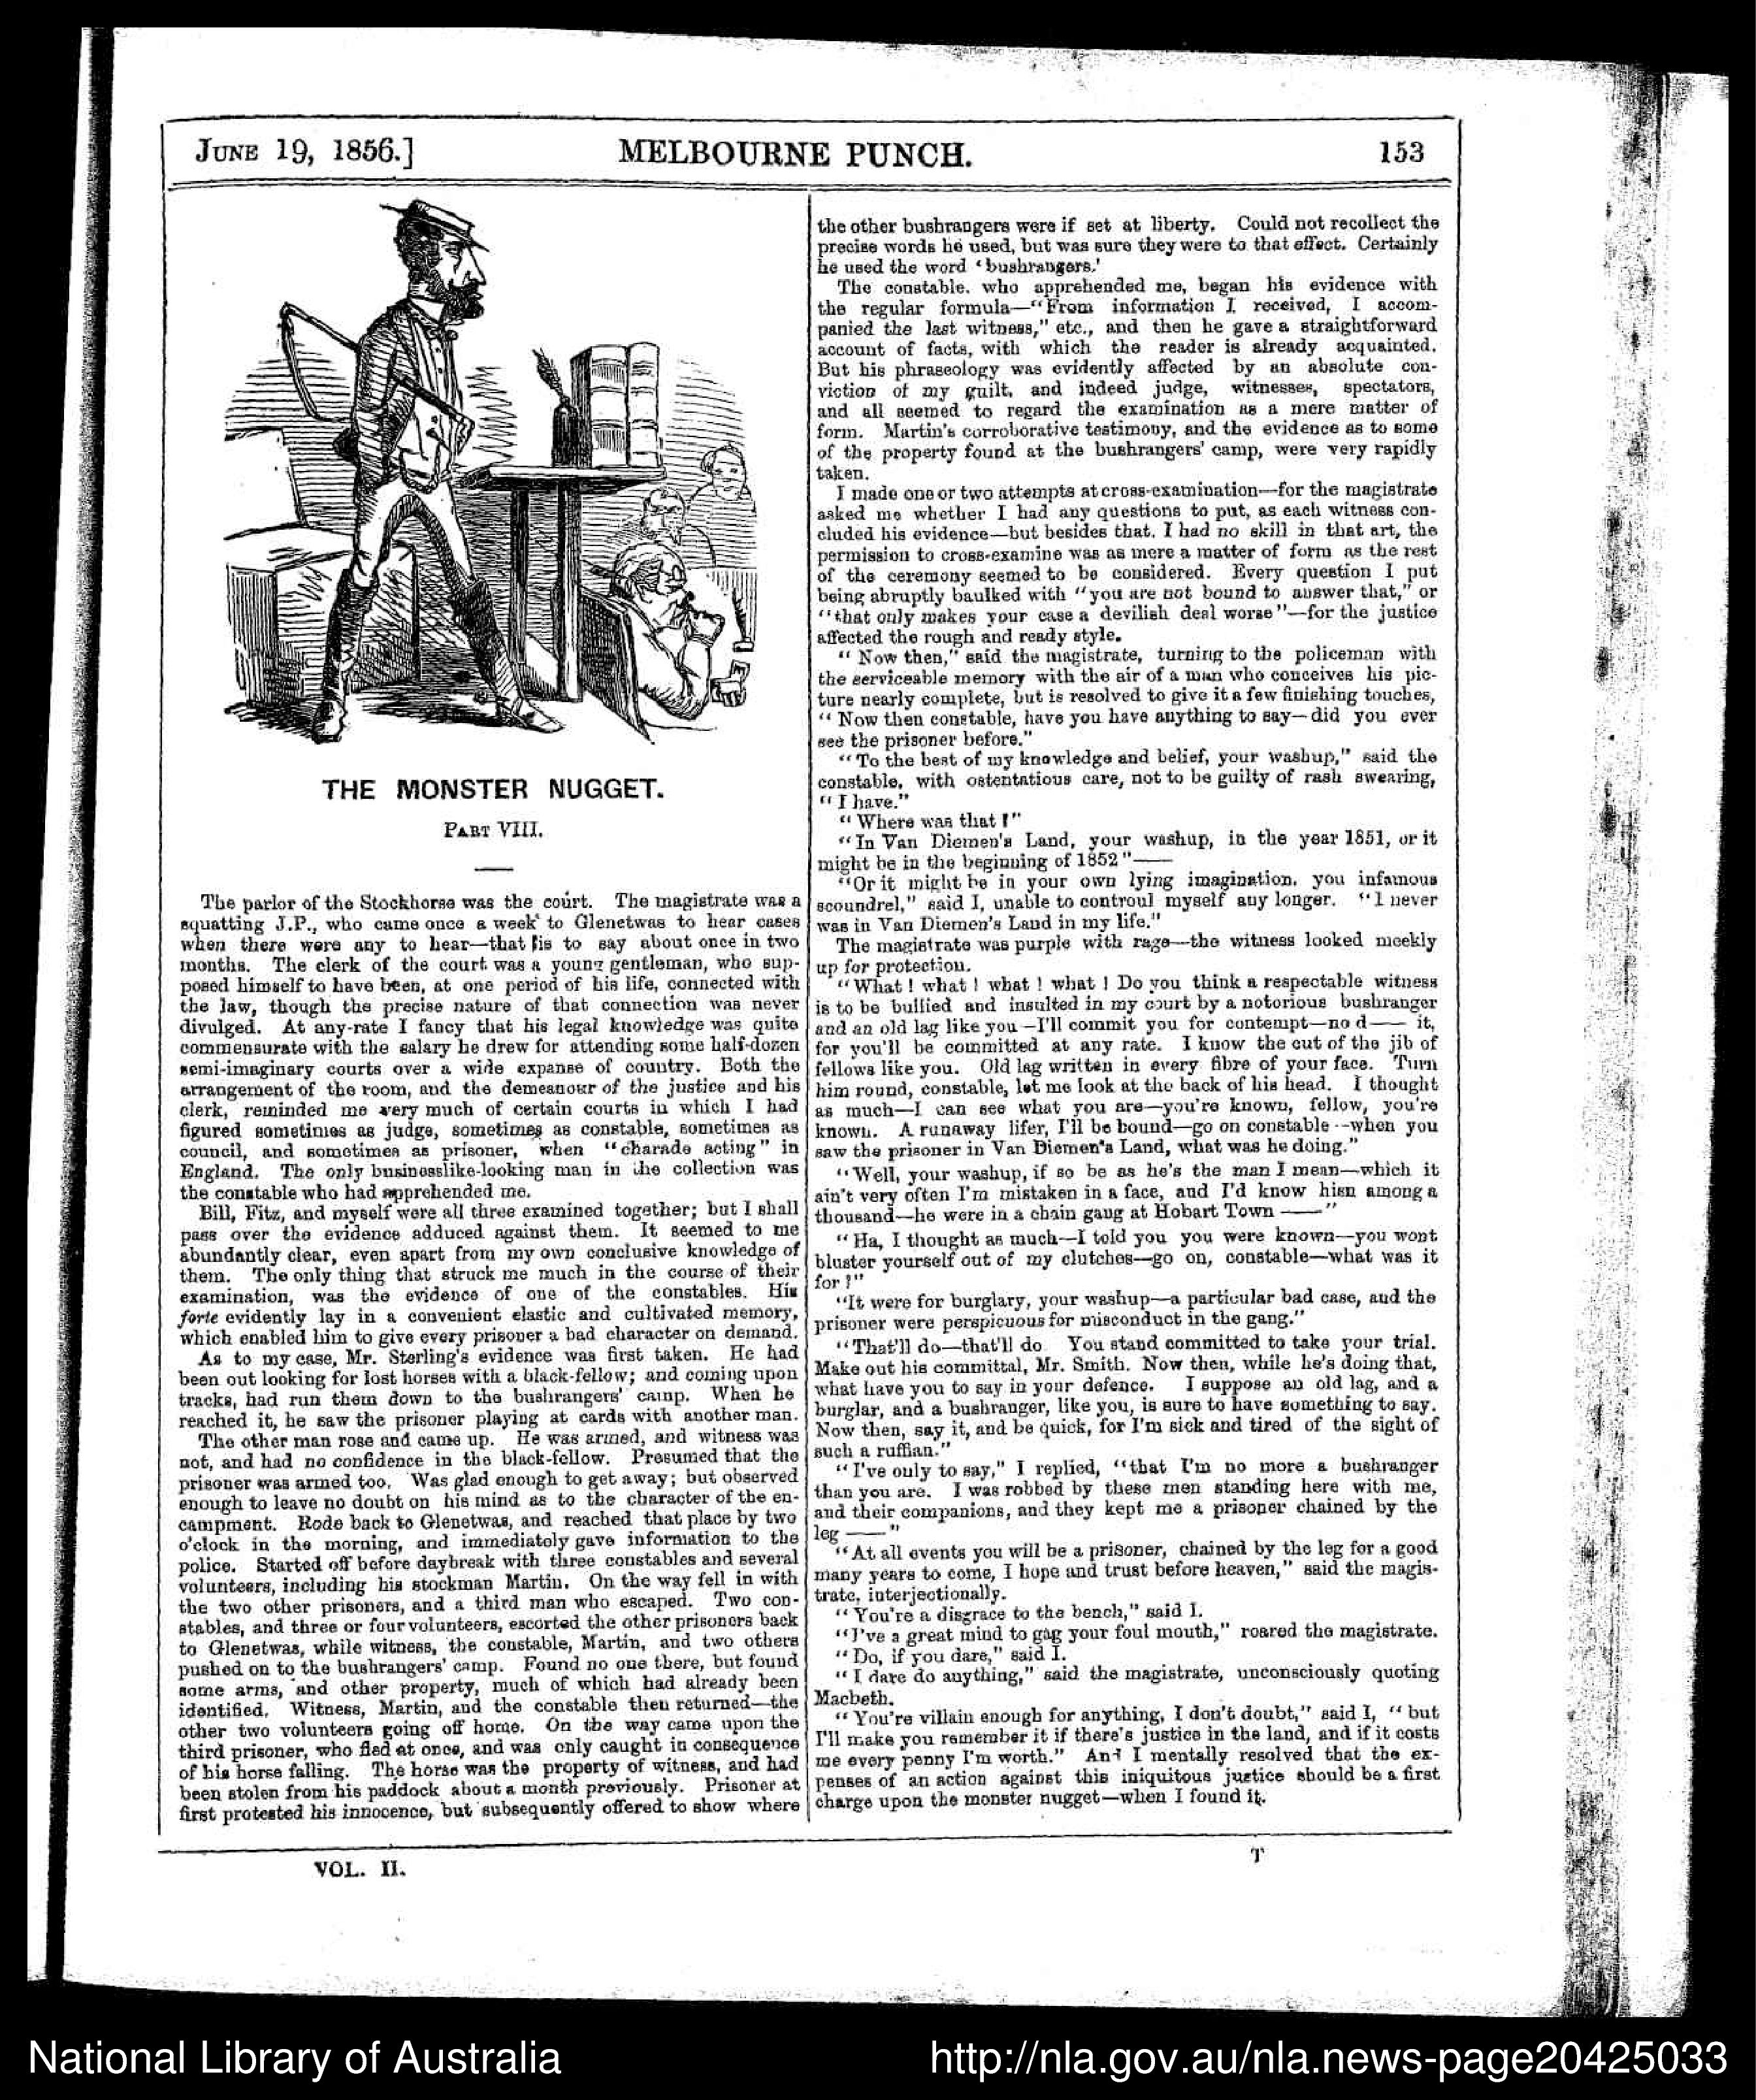 JUNE 19, 1856.]
MELBOURNE PUNCH.
153
THE MONSTER NUGGET.
PART VIII.
The parlor of the Stockhorse was the court. The magistrate was a
squatting J.P., who came once a week to Glenetwas to hear cases
when there were any to hear—that is to say about once in two
months. The clerk of the court was a young gentleman, who sup-
posed himself to have been, at one period of his life, connected with
the law, though the precise nature of that connection was never
divulged. At any-rate I fancy that his legal knowledge was quite
commensurate with the salary he drew for attending some half-dozen
semi-imaginary courts over a wide expanse of country. Both the
arrangement of the room, and the demeanour of the justice and his
clerk, reminded me very much of certain courts in which I had
figured sometimes as judge, sometimes as constable, sometimes as
council, and sometimes as prisoner, when "charade acting" in
England. The only businesslike-looking man in the collection was
the constable who had apprehended me.
Bill, Fitz, and myself were all three examined together; but I shall
pass over the evidence adduced against them. It seemed to me
abundantly clear, even apart from my own conclusive knowledge of
them. The only thing that struck me much in the course of their
examination, was the evidence of one of the constables. His
forte evidently lay in a convenient elastic and cultivated memory,
which enabled him to give every prisoner a bad character on demand.
As to my case, Mr. Sterling's evidence was first taken. He had
been out looking for lost horses with a black-fellow; and coming upon
tracks, had run them down to the bushrangers' camp. When he
reached it, he saw the prisoner playing at cards with another man.
The other man rose and came up. He was armed, and witness was
not, and had no confidence in the black-fellow. Presumed that the
prisoner was armed too. Was glad enough to get away; but observed
enough to leave no doubt on his mind as to the character of the en-
campment. Rode back to Glenetwas, and reached that place by two
o'clock in the morning, and immediately gave information to the
police. Started off before daybreak with three constables and several
volunteers, including his stockman Martin. On the way fell in with
the two other prisoners, and a third man who escaped. Two con-
stables, and three or four volunteers, escorted the other prisoners back
to Glenetwas, while witness, the constable, Martin, and two others
pushed on to the bushrangers' camp. Found no one there, but found
some arms, and other property, much of which had already been
identified. Witness, Martin, and the constable then returned—the
other two volunteers going off home. On the way came upon the
third prisoner, who fled at once, and was only caught in consequence
of his horse falling. The horse was the property of witness, and had
been stolen from his paddock about a month previously. Prisoner at
first protested his innocence, but subsequently offered to show where
the other bushrangers were if set at liberty. Could not recollect the
precise words he used, but was sure they were to that effect. Certainly
he used the word 'bushrangers.'
The constable, who apprehended me, began his evidence with
the regular formula—"From information I received, I accom-
panied the last witness," etc., and then he gave a straightforward
account of facts, with which the reader is already acquainted.
But his phraseology was evidently affected by an absolute con-
viction of my guilt, and indeed judge, witnesses, spectators,
and all seemed to regard the examination as a mere matter of
form. Martin's corroborative testimony, and the evidence as to some
of the property found at the bushrangers' camp, were very rapidly
taken.
I made one or two attempts at cross-examination—for the magistrate
asked me whether I had any questions to put, as each witness con-
cluded his evidence—but besides that, I had no skill in that art, the
permission to cross-examine was as mere a matter of form as the rest
of the ceremony seemed to be considered. Every question I put
being abruptly baulked with "you are not bound to answer that," or
"that only makes your case a devilish deal worse"—for the justice
affected the rough and ready style.
"Now then," said the magistrate, turning to the policeman with
the serviceable memory with the air of a man who conceives his pic-
ture nearly complete, but is resolved to give it a few finishing touches,
"Now then constable, have you have anything to say—did you ever
see the prisoner before."
"To the best of my knowledge and belief, your washup," said the
constable, with ostentatious care, not to be guilty of rash swearing,
"I have."
"Where was that?"
"In Van Diemen's Land, your washup, in the year 1851, or it
might be in the beginning of 1852"——
"Or it might be in your own lying imagination, you infamous
scoundrel," said I, unable to controul myself any longer. "I never
was in Van Diemen's Land in my life."
The magistrate was purple with rage—the witness looked meekly
up for protection.
"What! what! what! what! Do you think a respectable witness
is to be bullied and insulted in my court by a notorious bushranger
and an old lag like you—I'll commit you for contempt—no d—— it,
for you'll be committed at any rate. I know the cut of the jib of
fellows like you. Old lag written in every fibre of your face. Turn
him round, constable, let me look at the back of his head. I thought
as much—I can see what you are—you're known, fellow, you're
known. A runaway lifer, I'll be bound—go on constable--when you
saw the prisoner in Van Diemen's Land, what was he doing."
"Well, your washup, if so be as he's the man I mean—which it
ain't very often I'm mistaken in a face, and I'd know hisn among a
thousand—he were in a chain gang at Hobart Town ——"
"Ha, I thought as much—I told you you were known—you wont
bluster yourself out of my clutches—go on, constable—what was it
for?"
"It were for burglary, your washup—a particular bad case, and the
prisoner were perspicuous for misconduct in the gang."
"That'll do—that'll do. You stand committed to take your trial.
Make out his committal, Mr. Smith. Now then, while he's doing that,
what have you to say in your defence. I suppose an old lag, and a
burglar, and a bushranger, like you, is sure to have something to say.
Now then, say it, and be quick, for I'm sick and tired of the sight of
such a ruffian."
"I've only to say," I replied, "that I'm no more a bushranger
than you are. I was robbed by these men standing here with me,
and their companions, and they kept me a prisoner chained by the
leg ——"
"At all events you will be a prisoner, chained by the leg for a good
many years to come, I hope and trust before heaven," said the magis-
trate, interjectionally.
"You're a disgrace to the bench," said I.
"I've a great mind to gag your foul mouth," roared the magistrate.
"Do, if you dare," said I.
"I dare do anything," said the magistrate, unconsciously quoting
Macbeth.
"You're villain enough for anything, I don't doubt," said I, "but
I'll make you remember it if there's justice in the land, and if it costs
me every penny I'm worth." And I mentally resolved that the ex-
penses of an action against this iniquitous justice should be a first
charge upon the monster nugget—when I found it.
VOL. II.
T
National Library of Australia
http://nla.gov.au/nla.news-page20425033